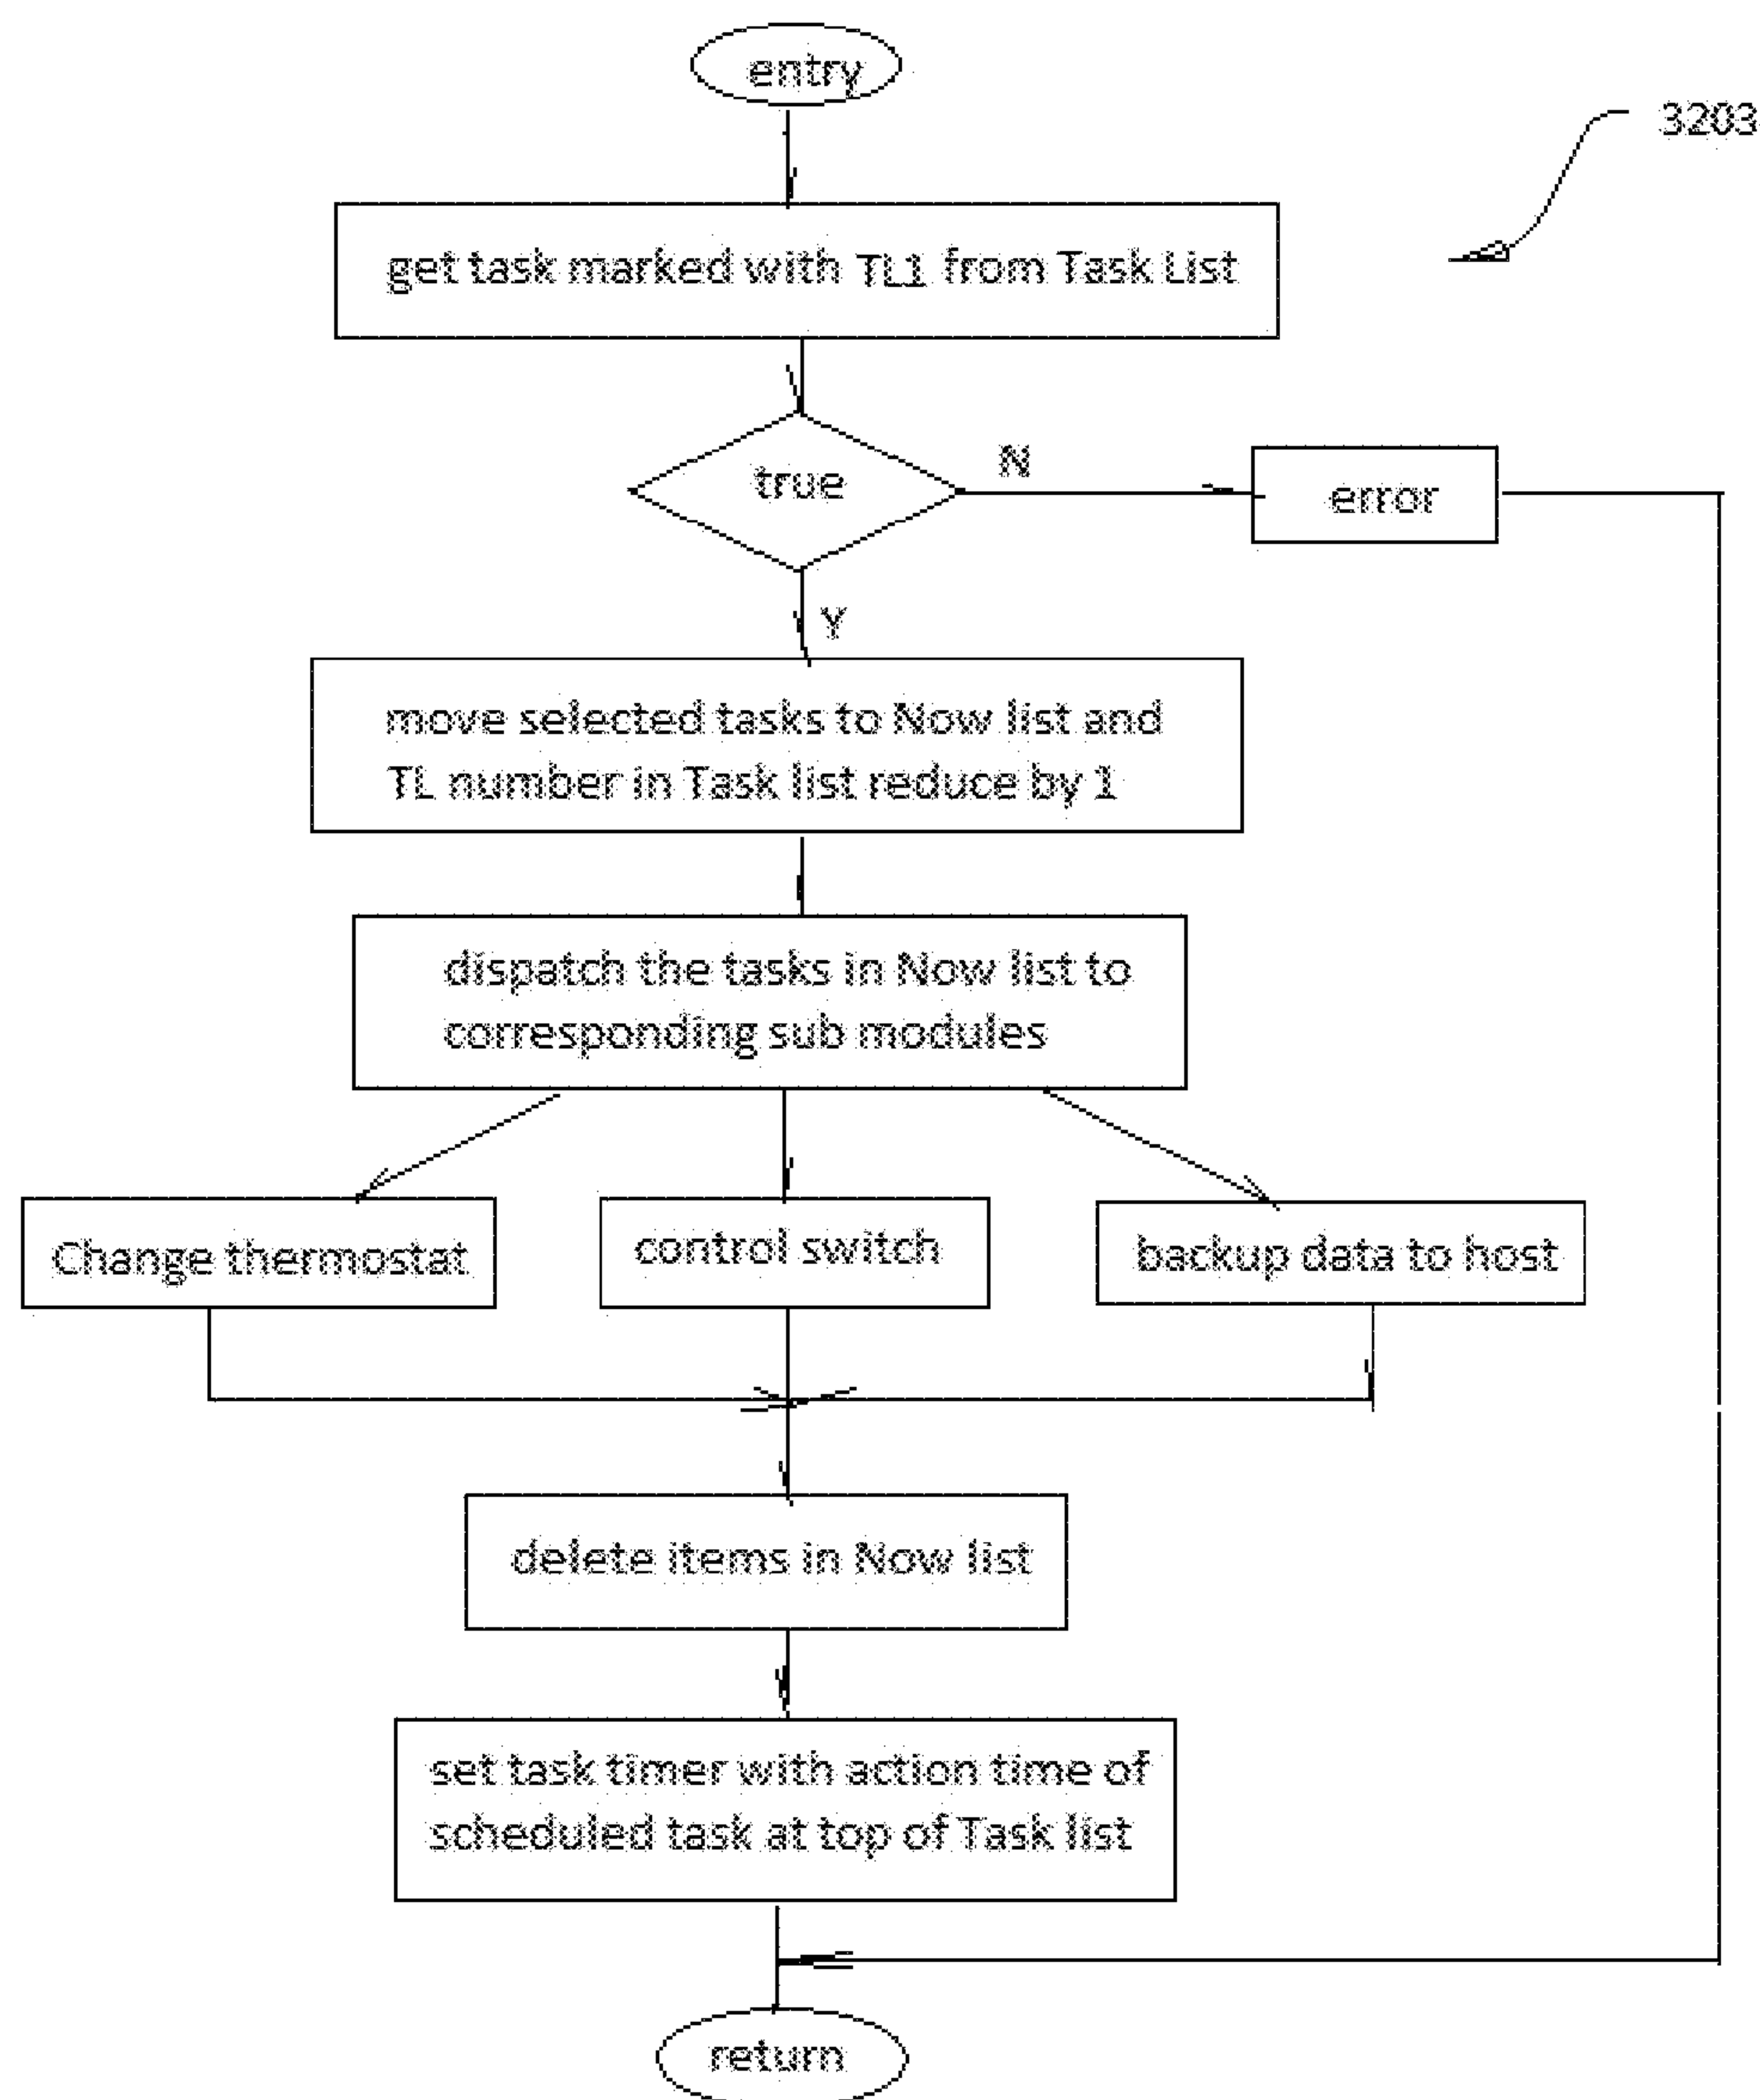 entry
3203
get task marked with TL1 from Task List
true
N
error
Y
move selected tasks to Now list and
TL number in Task list reduce by 1
dispatch the tasks in Now list to
corresponding sub modules
Change thermostat
control switch
backup data to host
delete items in Now list
set task timer with action time of
scheduled task at top of Task list
return